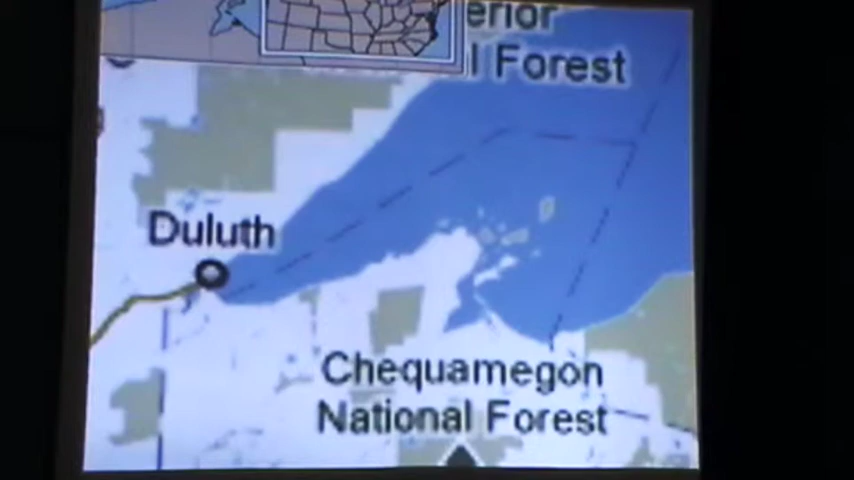 erior
l Forest
Duluth
Chequamegon
National Forest